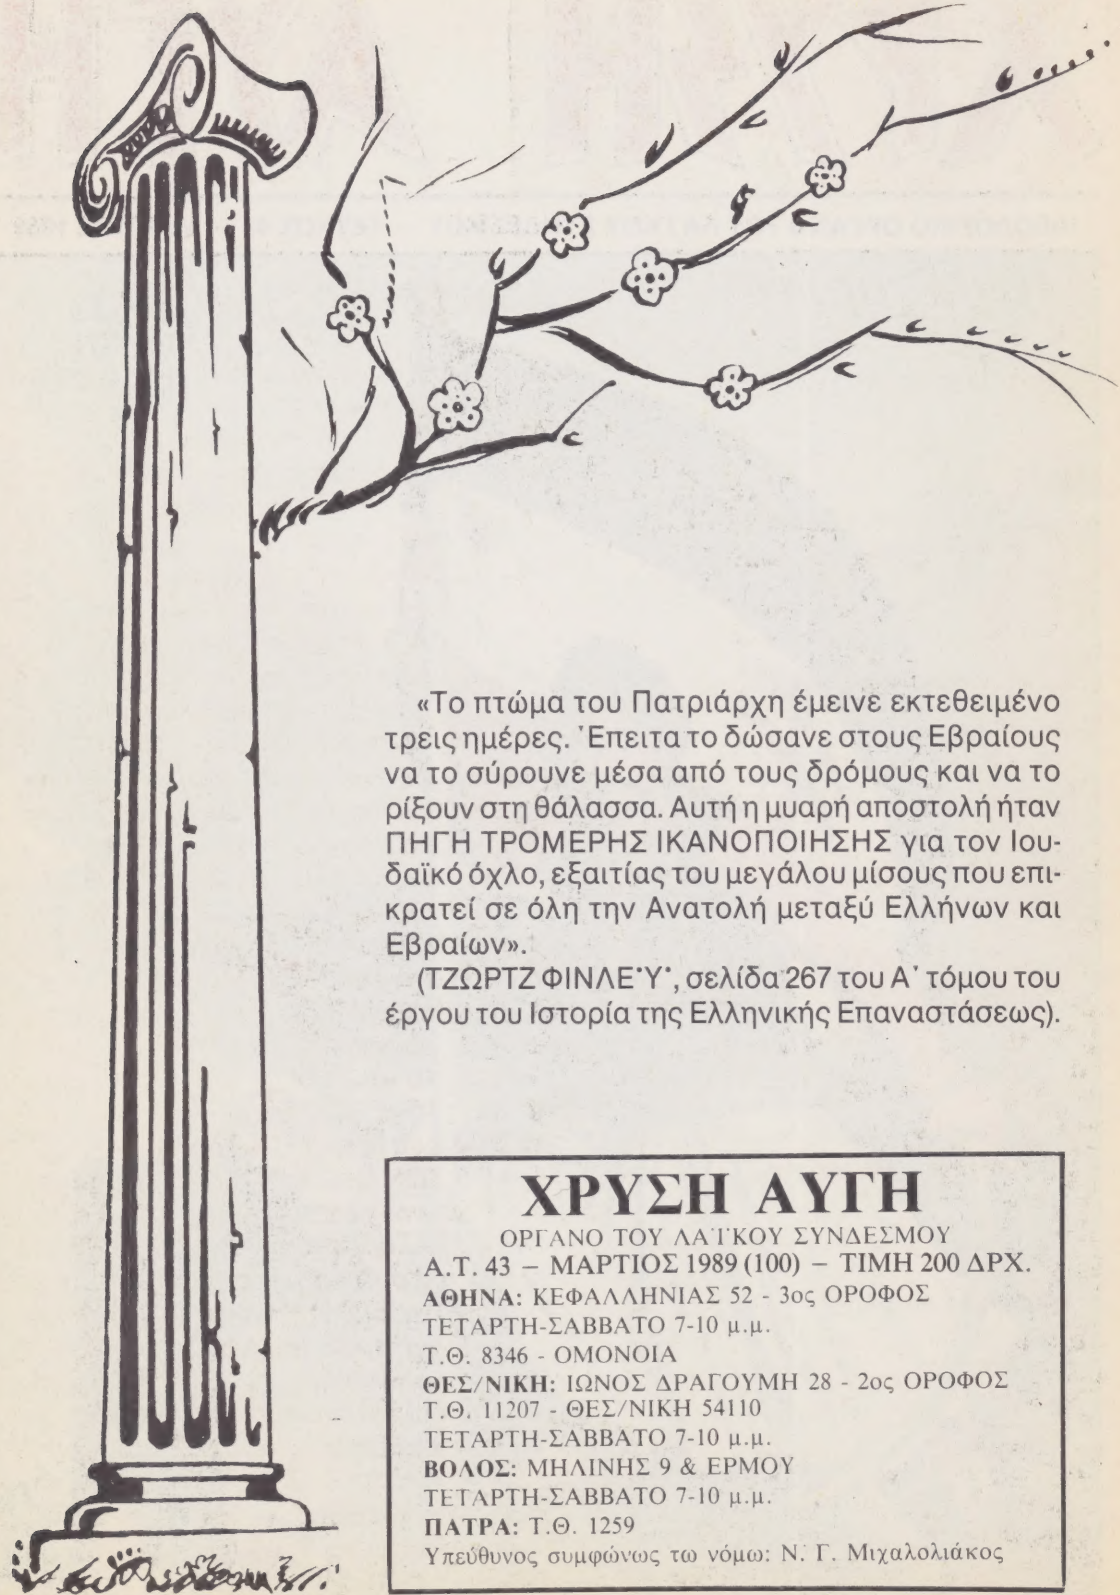 «Το πτώμα του Πατριάρχη έμεινε εκτεθειμένο
τρεις ημέρες. Έπειτα το δώσανε στους Εβραίους
να το σύρουνε μέσα από τους δρόμους και να το
ρίξουν στη θάλασσα. Αυτή η μυαρή αποστολή ήταν
ΠΗΓΗ ΤΡΟΜΕΡΗΣ ΙΚΑΝΟΠΟΙΗΣΗΣ για τον Ιου-
δαϊκό όχλο, εξαιτίας του μεγάλου μίσους που επι-
κρατεί σε όλη την Ανατολή μεταξύ Ελλήνων και
Εβραίων».
(ΤΖΩΡΤΖ ΦΙΝΛΕ·Υ·, σελίδα 267 του Α΄ τόμου του
έργου του Ιστορία της Ελληνικής Επαναστάσεως).
ΧΡΥΣΗ ΑΥΓΗ
ΟΡΓΑΝΟ ΤΟΥ ΛΑΪΚΟΥ ΣΥΝΔΕΣΜΟΥ
Α.Τ. 43 – ΜΑΡΤΙΟΣ 1989 (100) – ΤΙΜΗ 200 ΔΡΧ.
ΑΘΗΝΑ: ΚΕΦΑΛΛΗΝΙΑΣ 52 - 3ος ΟΡΟΦΟΣ
ΤΕΤΑΡΤΗ-ΣΑΒΒΑΤΟ 7-10 μ.μ.
Τ.Θ. 8346 - ΟΜΟΝΟΙΑ
ΘΕΣ/ΝΙΚΗ: ΙΩΝΟΣ ΔΡΑΓΟΥΜΗ 28 - 2ος ΟΡΟΦΟΣ
Τ.Θ. 11207 - ΘΕΣ/ΝΙΚΗ 54110
ΤΕΤΑΡΤΗ-ΣΑΒΒΑΤΟ 7-10 μ.μ.
ΒΟΛΟΣ: ΜΗΛΙΝΗΣ 9 & ΕΡΜΟΥ
ΤΕΤΑΡΤΗ-ΣΑΒΒΑΤΟ 7-10 μ.μ.
ΠΑΤΡΑ: Τ.Θ. 1259
Υπεύθυνος συμφώνως τω νόμω: Ν. Γ. Μιχαλολιάκος